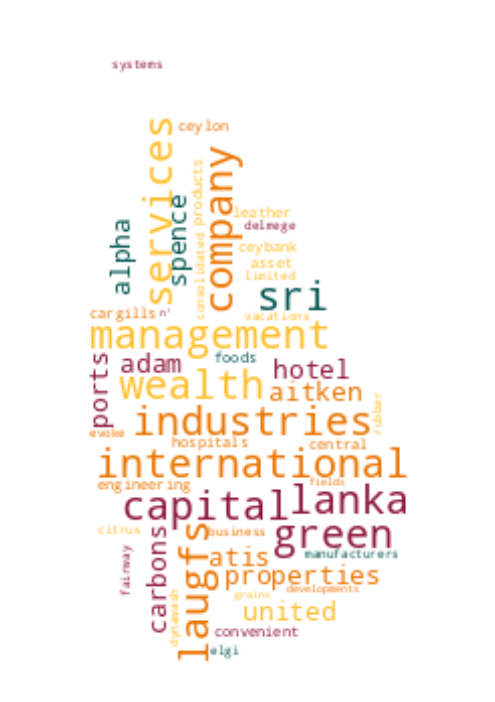 systems
services
ceylon
company
consolidated products
spence
alpha
leather
delmege
ceybank
asset
limited
sri
vacations
cargills
n'
management
ports
adam
foods
hotel
wealth
aitken
rubber
industries
evoke
hospitals
central
international
engineering
fields
capital
lanka
green
citrus
business
laugfs
carbons
fairway
atis
manufacturers
properties
developments
dynawash
grains
united
convenient
elgi